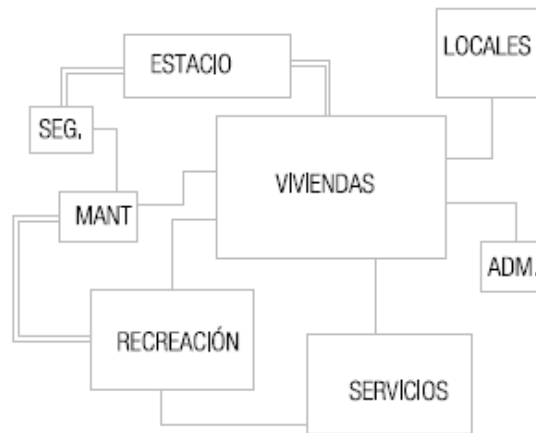 ESTACIO
LOCALES
SEG.
VIVIENDAS
MANT
ADM.
RECREACIÓN
SERVICIOS